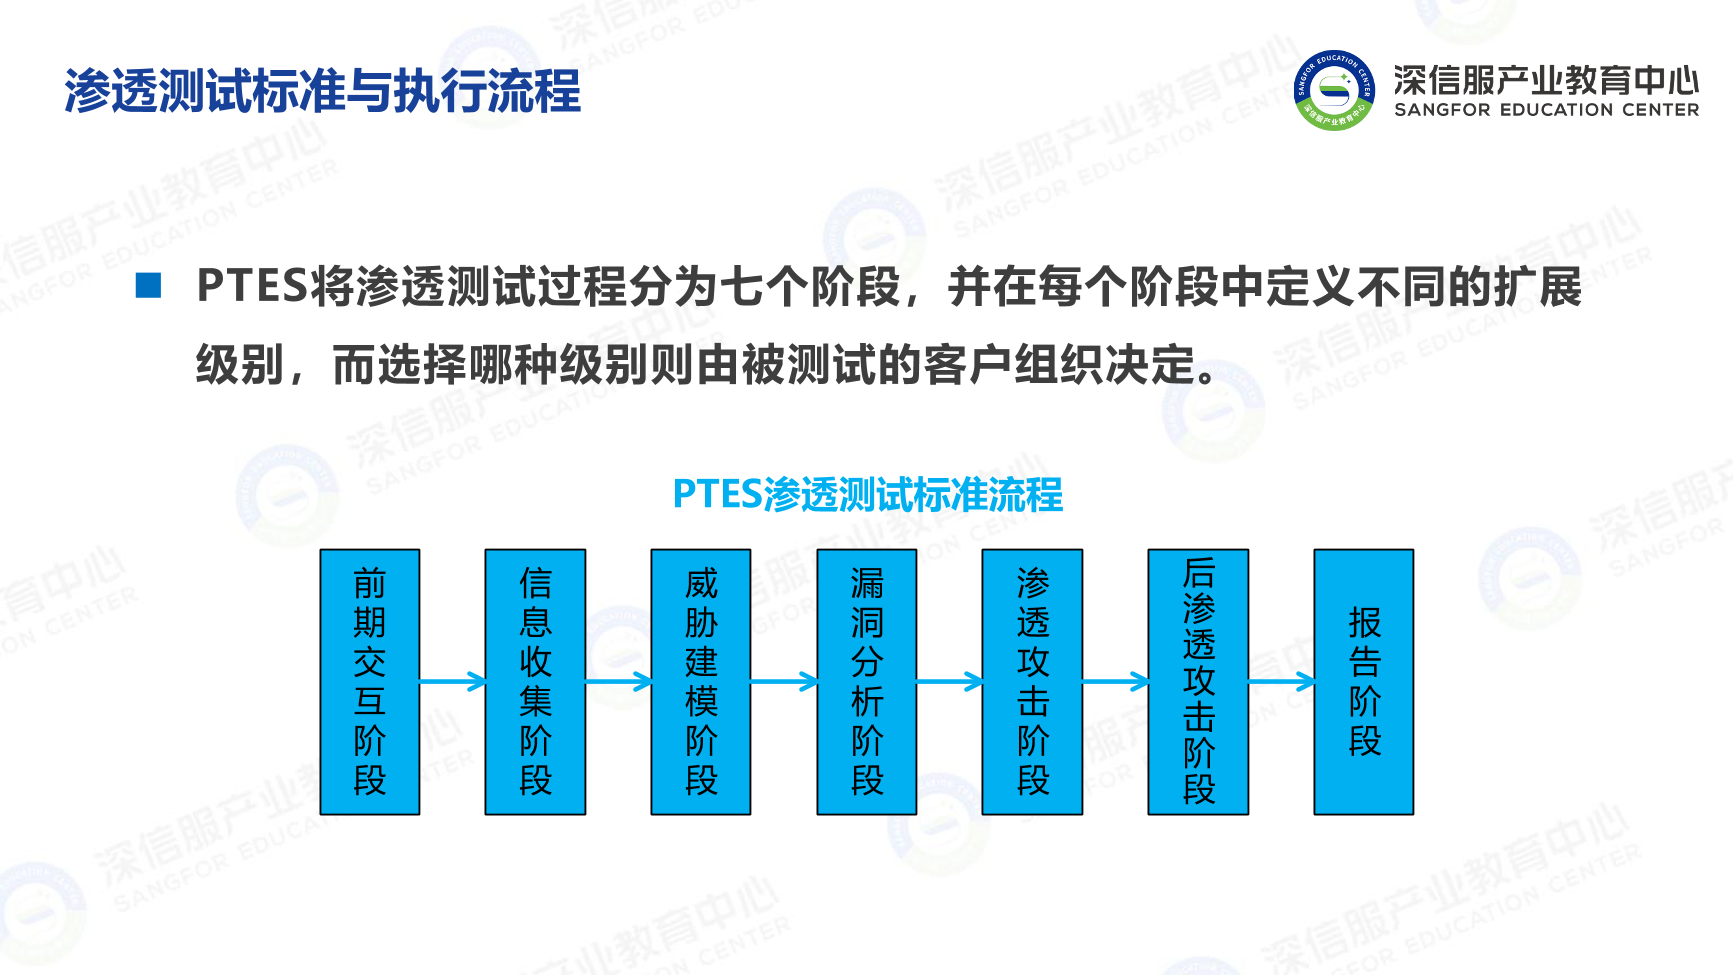 渗透测试标准与执行流程
深信服产业教育中心
SANGFOR EDUCATION CENTER
PTES将渗透测试过程分为七个阶段，并在每个阶段中定义不同的扩展
级别，而选择哪种级别则由被测试的客户组织决定。
PTES渗透测试标准流程
前期交互阶段
信息收集阶段
威胁建模阶段
漏洞分析阶段
渗透攻击阶段
后渗透攻击阶段
报告阶段